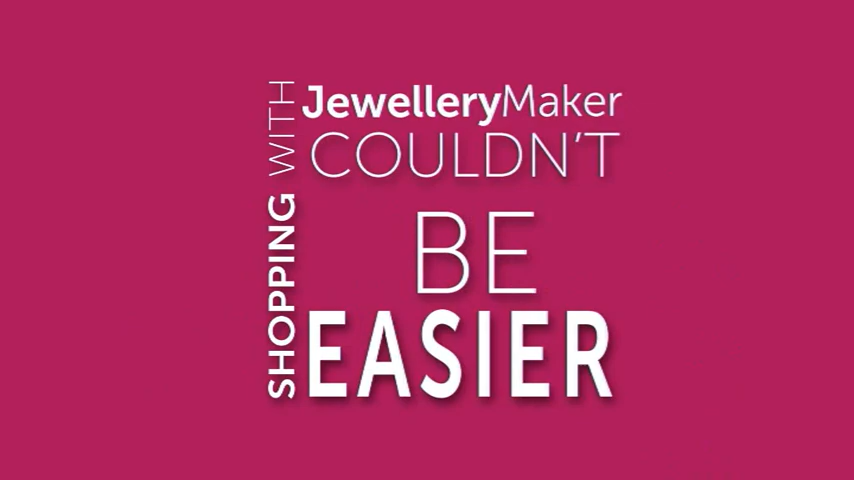 SHOPPING WITH
JewelleryMaker
COULDN'T
BE
EASIER